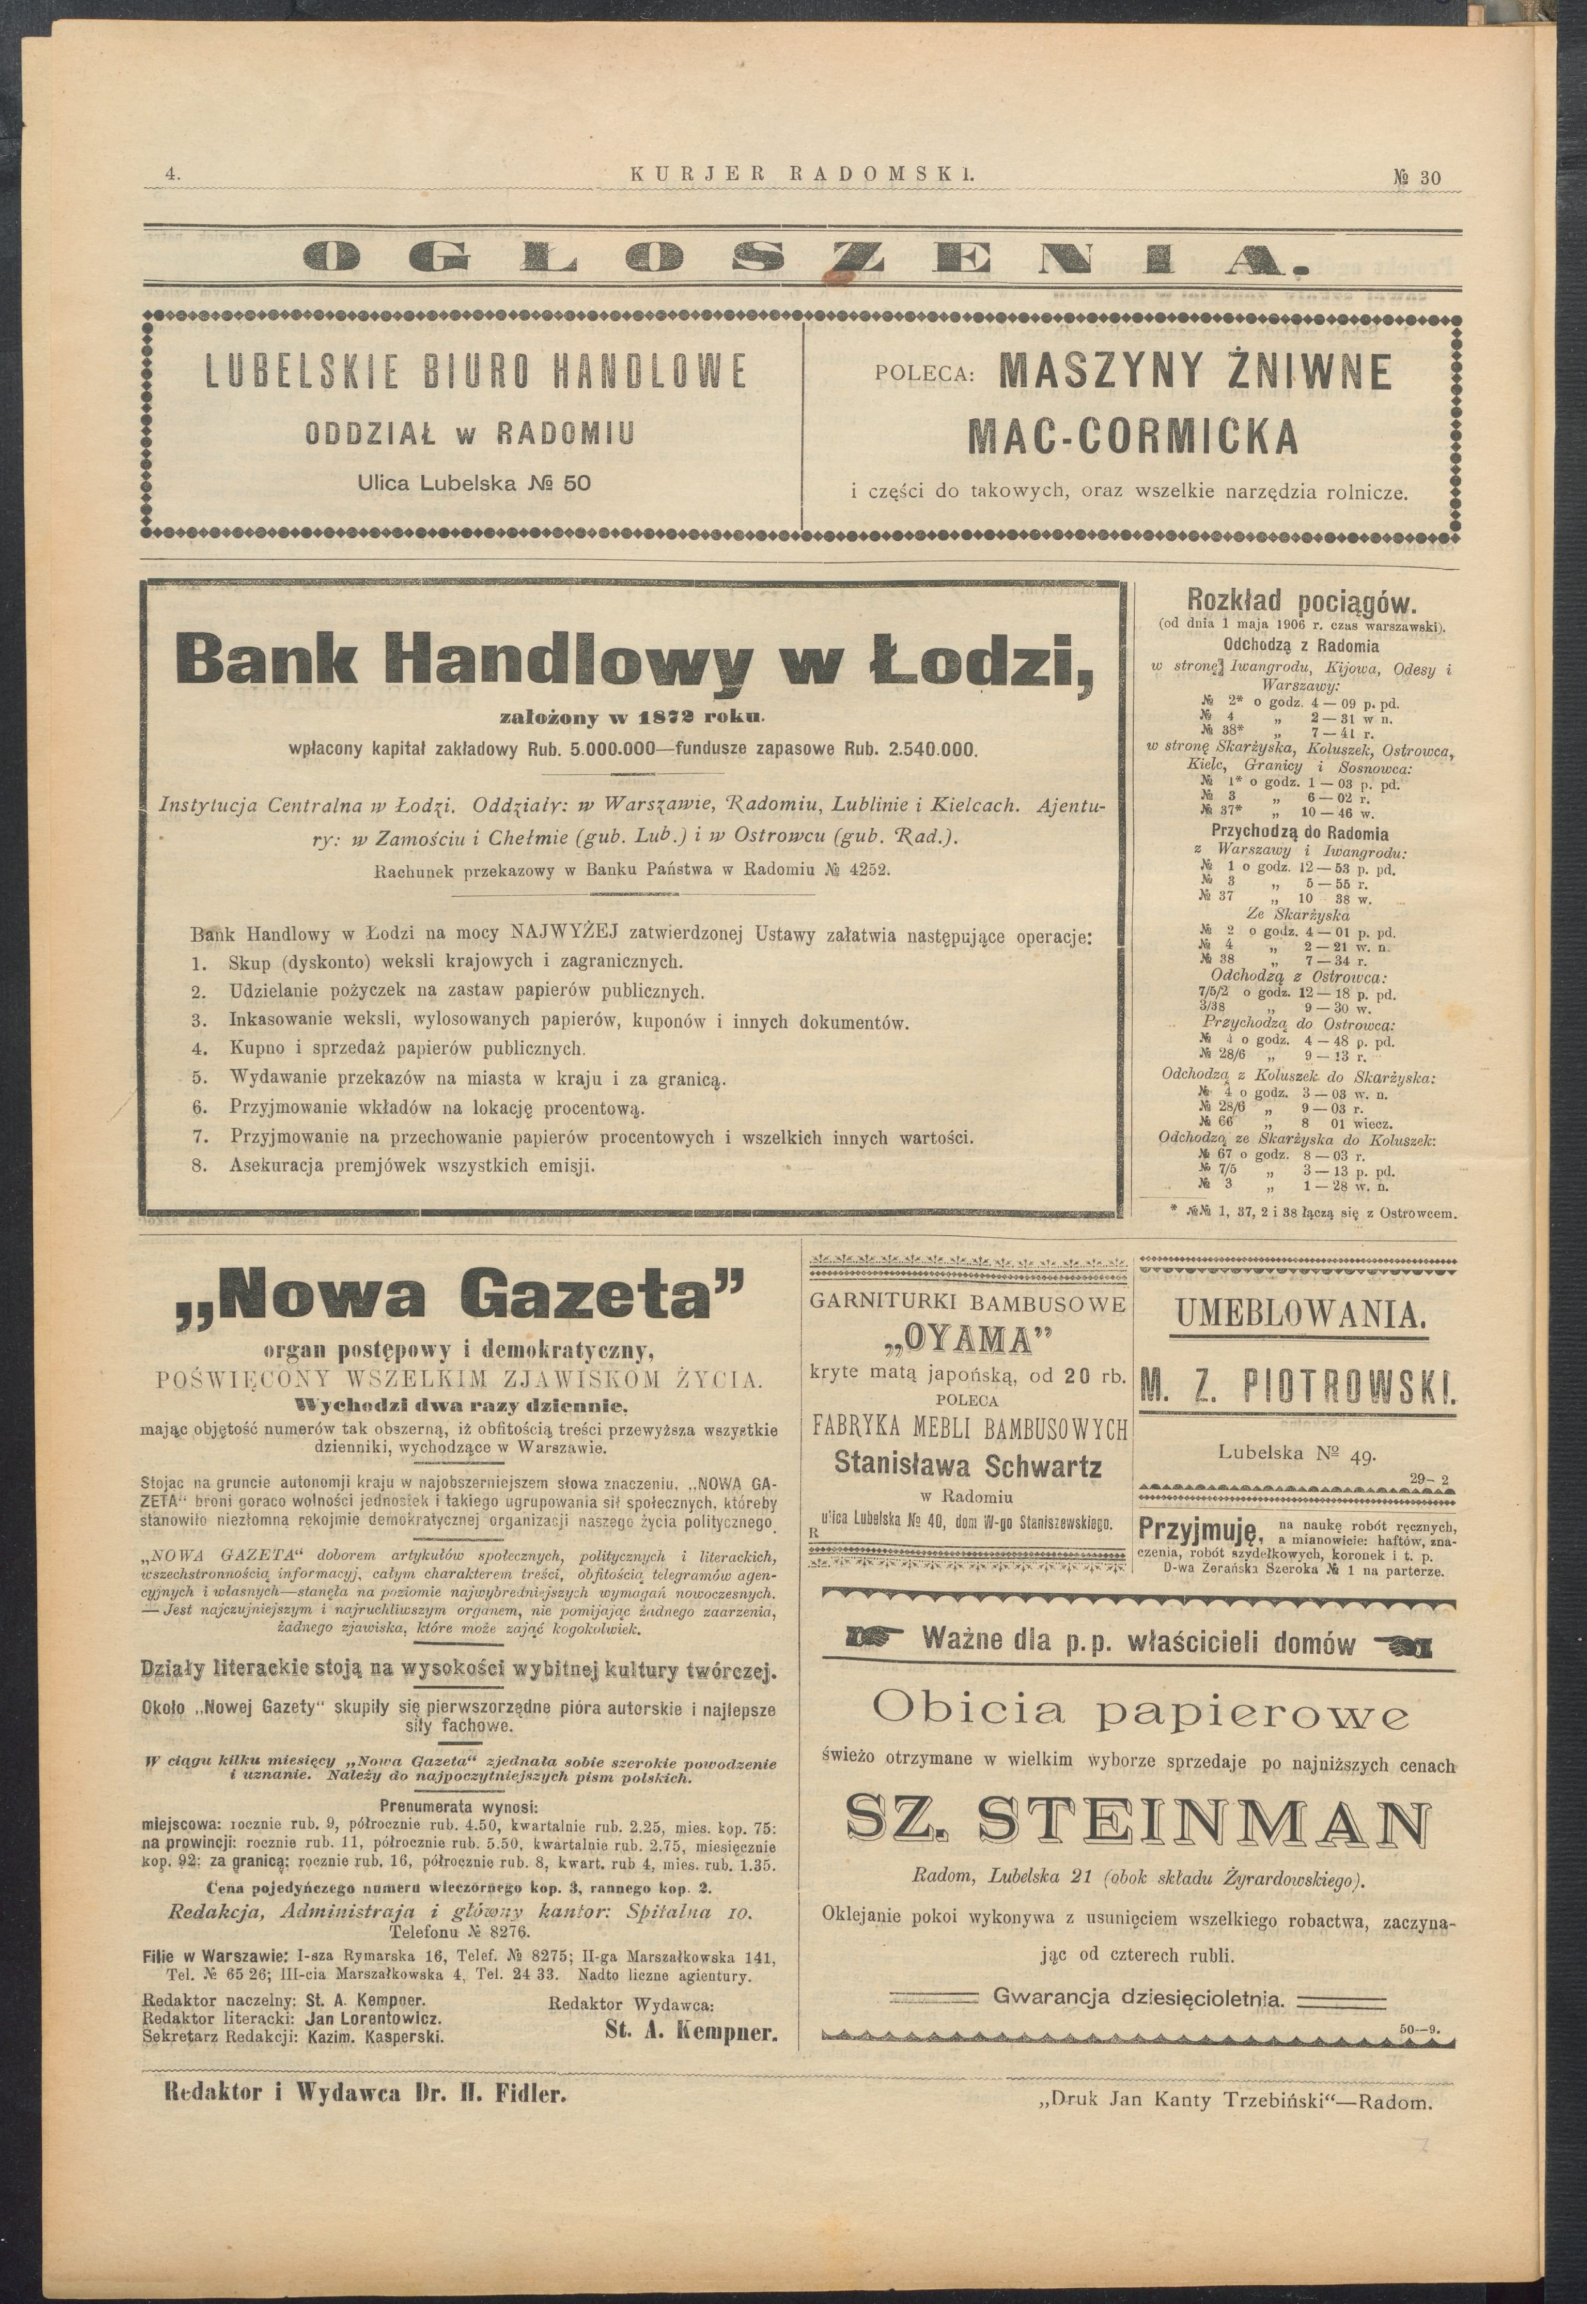 4.
KURJER RADOMSKI.
№ 30
OGŁOSZENIA.
LUBELSKIE BIURO HANDLOWE
ODDZIAŁ w RADOMIU
Ulica Lubelska № 50
POLECA: MASZYNY ŻNIWNE
MAC-CORMICKA
i części do takowych, oraz wszelkie narzędzia rolnicze.
Bank Handlowy w Łodzi,
założony w 1872 roku.
wpłacony kapitał zakładowy Rub. 5.000.000—fundusze zapasowe Rub. 2.540.000.
Instytucja Centralna w Łodzi. Oddziały: w Warszawie, Radomiu, Lublinie i Kielcach. Ajentu-
ry: w Zamościu i Chełmie (gub. Lub.) i w Ostrowcu (gub. Rad.).
Rachunek przekazowy w Banku Państwa w Radomiu № 4252.
Bank Handlowy w Łodzi na mocy NAJWYŻEJ zatwierdzonej Ustawy załatwia następujące operacje:
1. Skup (dyskonto) weksli krajowych i zagranicznych.
2. Udzielanie pożyczek na zastaw papierów publicznych.
3. Inkasowanie weksli, wylosowanych papierów, kuponów i innych dokumentów.
4. Kupno i sprzedaż papierów publicznych.
5. Wydawanie przekazów na miasta w kraju i za granicą.
6. Przyjmowanie wkładów na lokację procentową.
7. Przyjmowanie na przechowanie papierów procentowych i wszelkich innych wartości.
8. Asekuracja premjówek wszystkich emisji.
Rozkład pociągów.
(od dnia 1 maja 1906 r. czas warszawski).
Odchodzą z Radomia
w stronę Iwangrodu, Kijowa, Odesy i
Warszawy:
№ 2* o godz. 4 — 09 p. pd.
№ 4 „ 2 — 31 w n.
№ 38* „ 7 — 41 r.
w stronę Skarżyska, Koluszek, Ostrowca,
Kielc, Granicy i Sosnowca:
№ 1* o godz. 1 — 03 p. pd.
№ 3 „ 6 — 02 r.
№ 37* „ 10 — 46 w.
Przychodzą do Radomia
z Warszawy i Iwangrodu:
№ 1 o godz. 12 — 53 p. pd.
№ 3 „ 5 — 55 r.
№ 37 „ 10 38 w.
Ze Skarżyska
№ 2 o godz. 4 — 01 p. pd.
№ 4 „ 2 — 21 w. n.
№ 38 „ 7 — 34 r.
Odchodzą z Ostrowca:
7/5/2 o godz. 12 — 18 p. pd.
3/38 „ 9 — 30 w.
Przychodzą do Ostrowca:
№ 4 o godz. 4 — 48 p. pd.
№ 28/6 „ 9 — 13 r.
Odchodzą z Koluszek do Skarżyska:
№ 4 o godz. 3 — 03 w. n.
№ 28/6 „ 9 — 03 r.
№ 66 „ 8 01 wiecz.
Odchodzą ze Skarżyska do Koluszek:
№ 67 o godz. 8 — 03 r.
№ 7/5 „ 3 — 13 p. pd.
№ 3 „ 1 — 28 w. n.
* №№ 1, 37, 2 i 38 łączą się z Ostrowcem.
„Nowa Gazeta”
organ postępowy i demokratyczny,
POŚWIĘCONY WSZELKIM ZJAWISKOM ŻYCIA.
Wychodzi dwa razy dziennie,
mając objętość numerów tak obszerną, iż obfitością treści przewyższa wszystkie
dzienniki, wychodzące w Warszawie.
Stojąc na gruncie autonomji kraju w najobszerniejszem słowa znaczeniu, „NOWA GA-
ZETA“ broni gorąco wolności jednostek i takiego ugrupowania sił społecznych, któreby
stanowiło niezłomną rękojmię demokratycznej organizacji naszego życia politycznego
„NOWA GAZETA“ doborem artykułów społecznych, politycznych i literackich,
wszechstronnością informacyj, całym charakterem treści, obfitością telegramów agen-
cyjnych i własnych—stanęła na poziomie najwybredniejszych wymagań nowoczesnych.
— Jest najczujniejszym i najruchliwszym organem, nie pomijając żadnego zaarzenia,
żadnego zjawiska, które może zająć kogokolwiek.
Działy literackie stoją na wysokości wybitnej kultury twórczej.
Około „Nowej Gazety“ skupiły się pierwszorzędne pióra autorskie i najlepsze
siły fachowe.
W ciągu kilku miesięcy „Nowa Gazeta“ zjednała sobie szerokie powodzenie
i uznanie. Należy do najpoczytniejszych pism polskich.
Prenumerata wynosi:
miejscowa: rocznie rub. 9, półrocznie rub. 4.50, kwartalnie rub. 2.25, mies. kop. 75:
na prowincji: rocznie rub. 11, półrocznie rub. 5.50, kwartalnie rub. 2.75, miesięcznie
kop. 92: za granicą: rocznie rub. 16, półrocznie rub. 8, kwart. rub 4, mies. rub. 1.35.
Cena pojedyńczego numeru wieczornego kop. 3, rannego kop. 2.
Redakcja, Administraja i główny kantor: Spitalna 10.
Telefonu № 8276.
Filie w Warszawie: I-sza Rymarska 16, Telef. № 8275; II-ga Marszałkowska 141,
Tel. № 65 26; III-cia Marszałkowska 4, Tel. 24 33. Nadto liczne agientury.
Redaktor naczelny: St. A. Kempner.
Redaktor literacki: Jan Lorentowicz.
Sekretarz Redakcji: Kazim. Kasperski.
Redaktor Wydawca:
St. A. Kempner.
GARNITURKI BAMBUSOWE
„OYAMA”
kryte matą japońską, od 20 rb.
POLECA
FABRYKA MEBLI BAMBUSOWYCH
Stanisława Schwartz
w Radomiu
ulica Lubelska № 40, dom W-go Staniszewskiego.
R
UMEBLOWANIA.
M. Z. PIOTROWSKI.
Lubelska № 49.
29— 2
Przyjmuję, na naukę robót ręcznych,
a mianowicie: haftów, zna-
czenia, robót szydełkowych, koronek i t. p.
D-wa Żerańska Szeroka № 1 na parterze.
Ważne dla p. p. właścicieli domów
Obicia papierowe
świeżo otrzymane w wielkim wyborze sprzedaje po najniższych cenach
SZ. STEINMAN
Radom, Lubelska 21 (obok składu Żyrardowskiego).
Oklejanie pokoi wykonywa z usunięciem wszelkiego robactwa, zaczyna-
jąc od czterech rubli.
Gwarancja dziesięcioletnia.
50—9.
Redaktor i Wydawca Dr. H. Fidler.
„Druk Jan Kanty Trzebiński“—Radom.